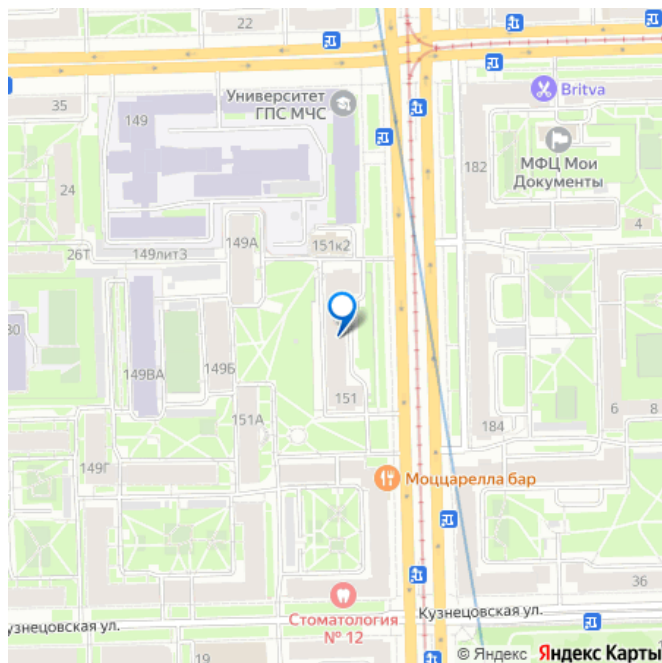 22
35
149
Университет
ГПС МЧС
Britva
182
МФЦ Мои
Документы
24
4
26Т
149литЗ
149А
151к2
30
149ВА
149Б
151
151А
184
6
8
149Г
Моццарелла бар
36
Стоматология
№ 12
Кузнецовская ул.
узнецовская ул.
19
© Яндекс Яндекс Карты